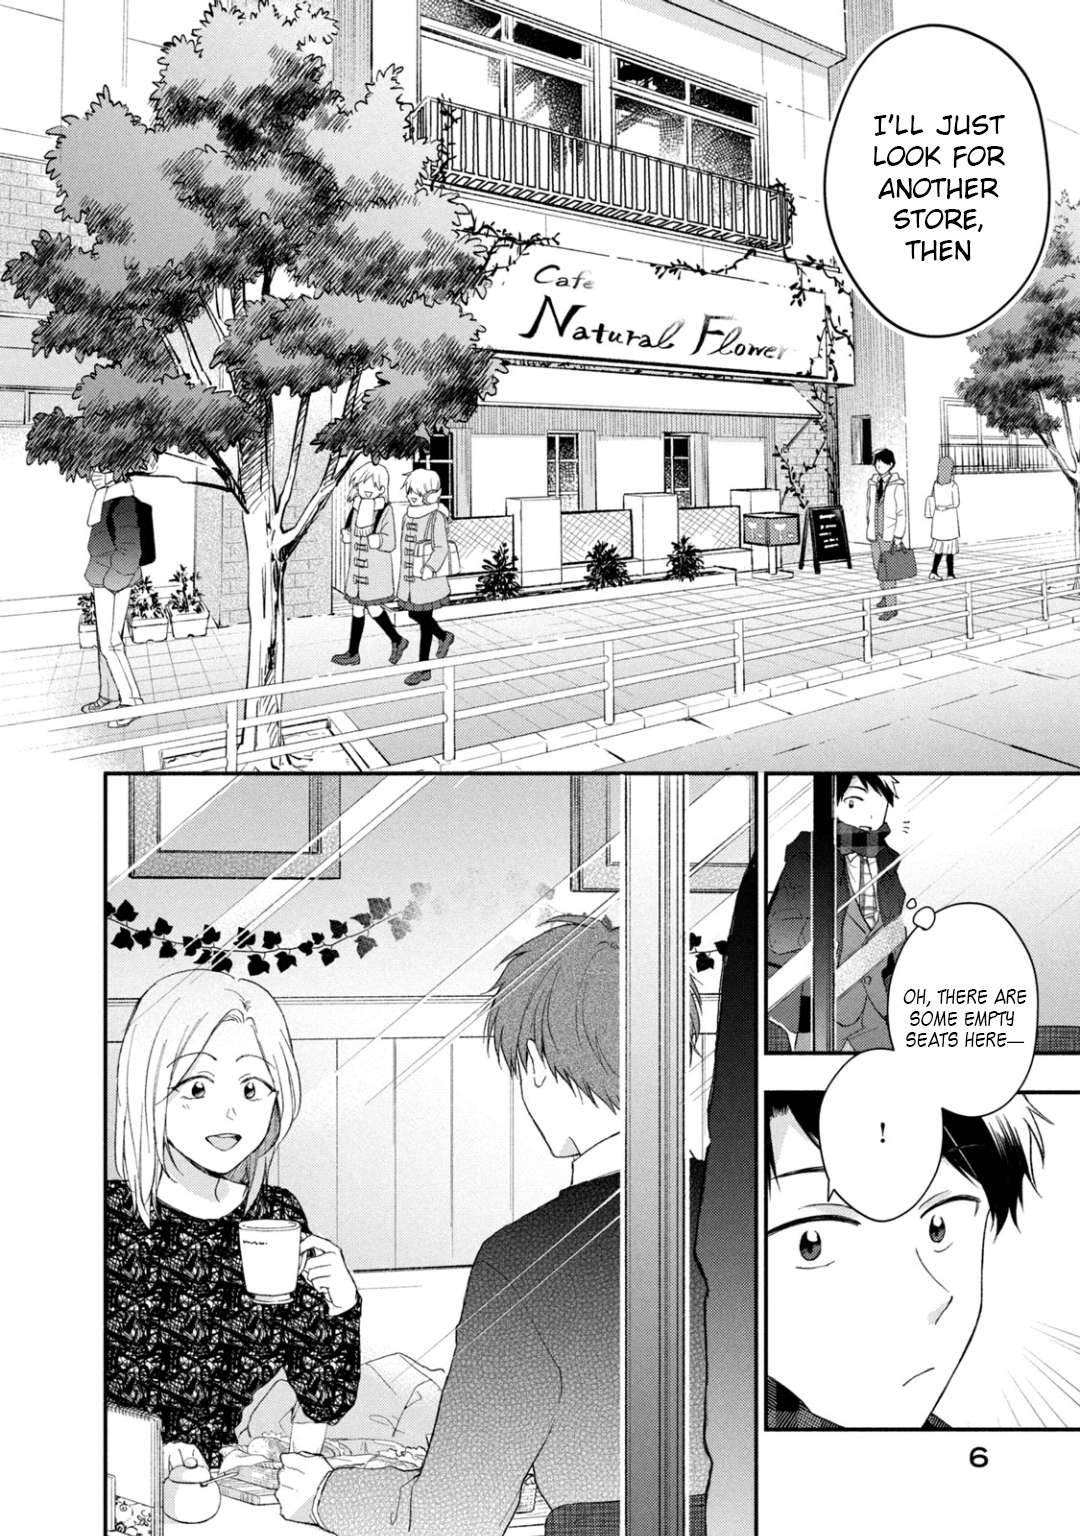 I'LL JUST
LOOK FOR
ANOTHER
STORE,
THEN
Cafe
Natural Flower
OH, THERE ARE
SOME EMPTY
SEATS HERE—
!
6